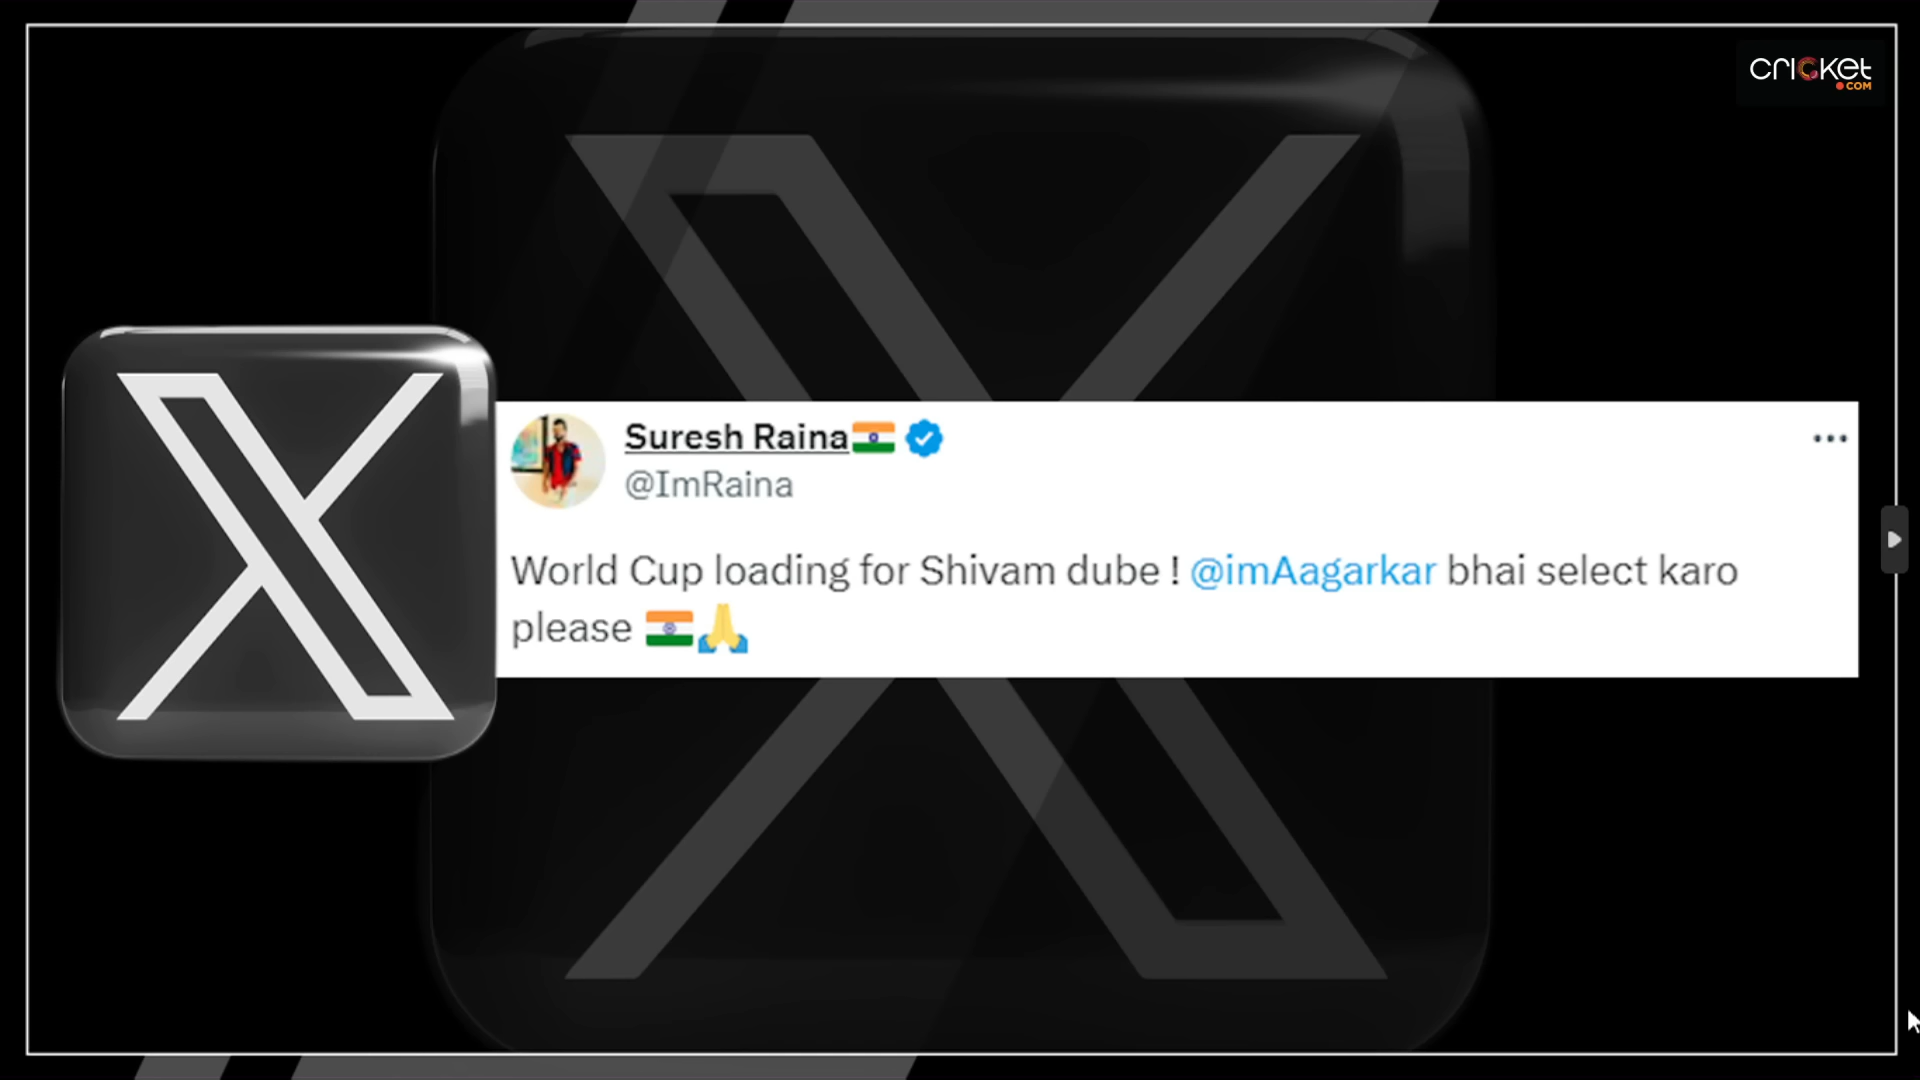 cricket
.COM
Suresh Raina🇮🇳
@ImRaina
World Cup loading for Shivam dube ! @imAagarkar bhai select karo
please 🇮🇳🙏